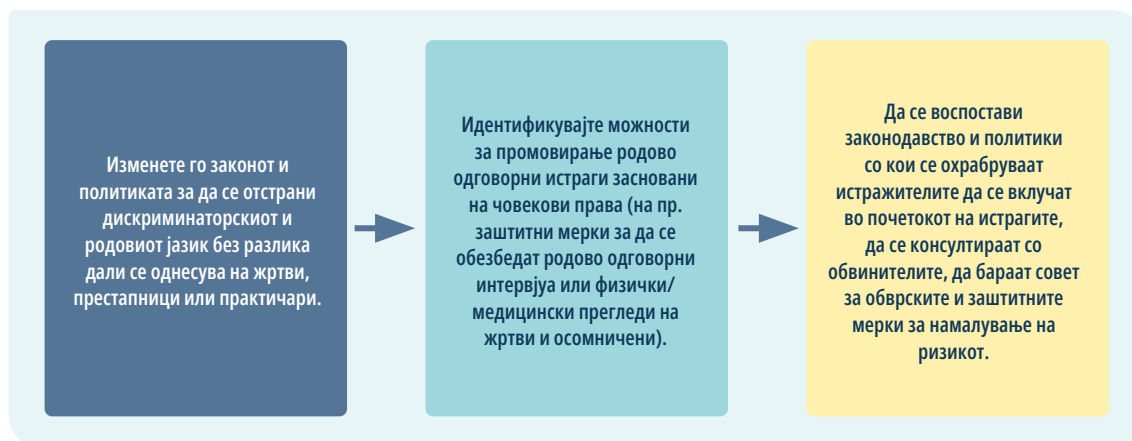 Изменете го законот и
политиката за да се отстрани
дискриминаторскиот и
родовиот јазик без разлика
дали се однесува на жртви,
престапници или практичари.
Идентификувајте можности
за промовирање родово
одговорни истраги засновани
на човекови права (на пр.
заштитни мерки за да се
обезбедат родово одговорни
интервјуа или физички/
медицински прегледи на
жртви и осомничени).
Да се воспостави
законодавство и политики
со кои се охрабруваат
истражителите да се вклучат
во почетокот на истрагите,
да се консултираат со
обвинителите, да бараат совет
за обврските и заштитните
мерки за намалување на
ризикот.